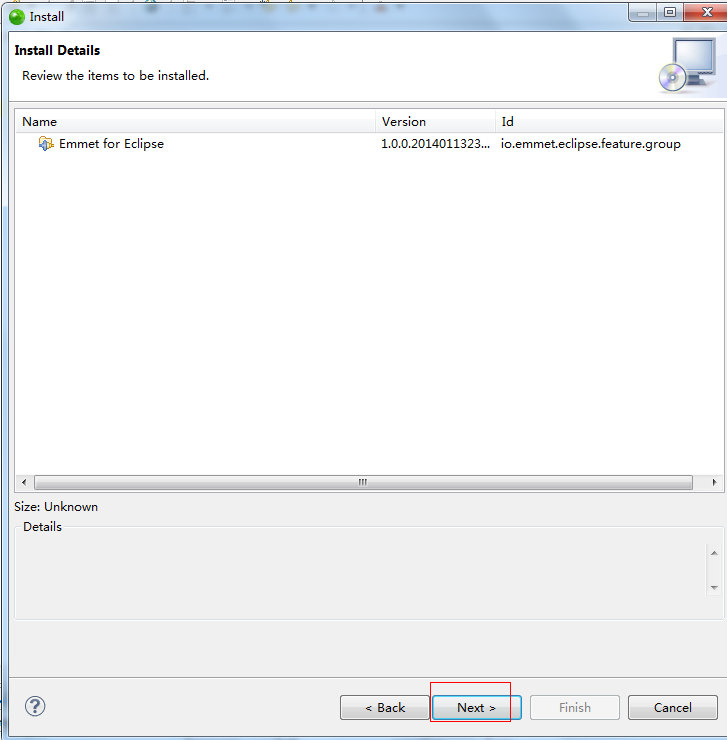 Install
Install Details
Review the items to be installed.
Name Version Id
Emmet for Eclipse 1.0.0.2014011323... io.emmet.eclipse.feature.group
Size: Unknown
Details
< Back Next > Finish Cancel